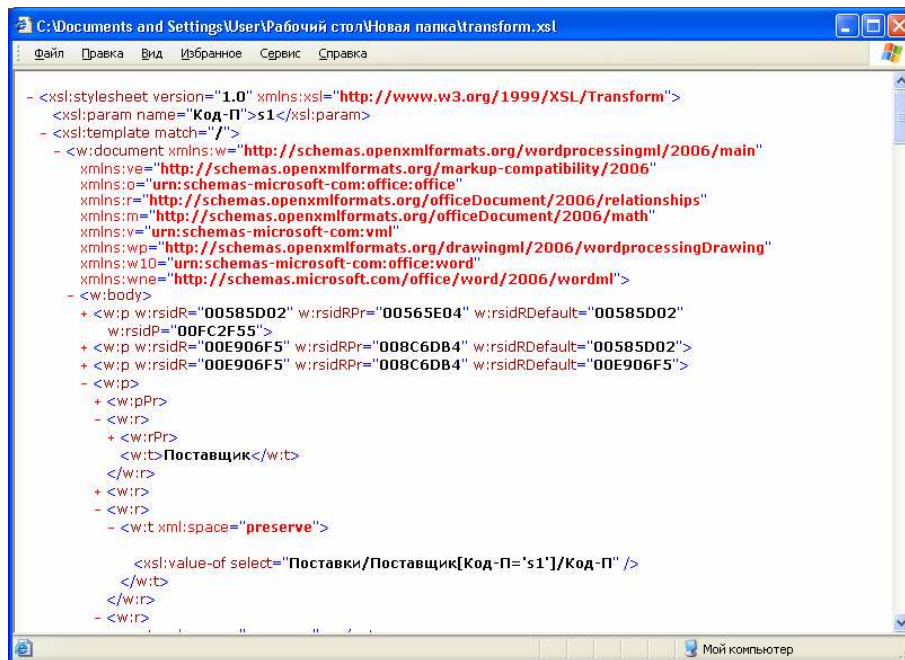 C:\Documents and Settings\User\Рабочий стол\Новая папка\transform.xsl
Файл Правка Вид Избранное Сервис Справка
- <xsl:stylesheet version="1.0" xmlns:xsl="http://www.w3.org/1999/XSL/Transform">
<xsl:param name="Код-П">s1</xsl:param>
- <xsl:template match="/">
- <w:document xmlns:w="http://schemas.openxmlformats.org/wordprocessingml/2006/main"
xmlns:ve="http://schemas.openxmlformats.org/markup-compatibility/2006"
xmlns:o="urn:schemas-microsoft-com:office:office"
xmlns:r="http://schemas.openxmlformats.org/officeDocument/2006/relationships"
xmlns:m="http://schemas.openxmlformats.org/officeDocument/2006/math"
xmlns:v="urn:schemas-microsoft-com:vml"
xmlns:wp="http://schemas.openxmlformats.org/drawingml/2006/wordprocessingDrawing"
xmlns:w10="urn:schemas-microsoft-com:office:word"
xmlns:wne="http://schemas.microsoft.com/office/word/2006/wordml">
- <w:body>
+ <w:p w:rsidR="00585D02" w:rsidRPr="00565E04" w:rsidRDefault="00585D02"
w:rsidP="00FC2F55">
+ <w:p w:rsidR="00E906F5" w:rsidRPr="008C6DB4" w:rsidRDefault="00585D02">
+ <w:p w:rsidR="00E906F5" w:rsidRPr="008C6DB4" w:rsidRDefault="00E906F5">
- <w:p>
+ <w:pPr>
- <w:r>
+ <w:rPr>
<w:t>Поставщик</w:t>
</w:r>
+ <w:r>
- <w:r>
- <w:t xml:space="preserve">
<xsl:value-of select="Поставки/Поставщик[Код-П='s1']/Код-П" />
</w:t>
</w:r>
- <w:r>
Мой компьютер